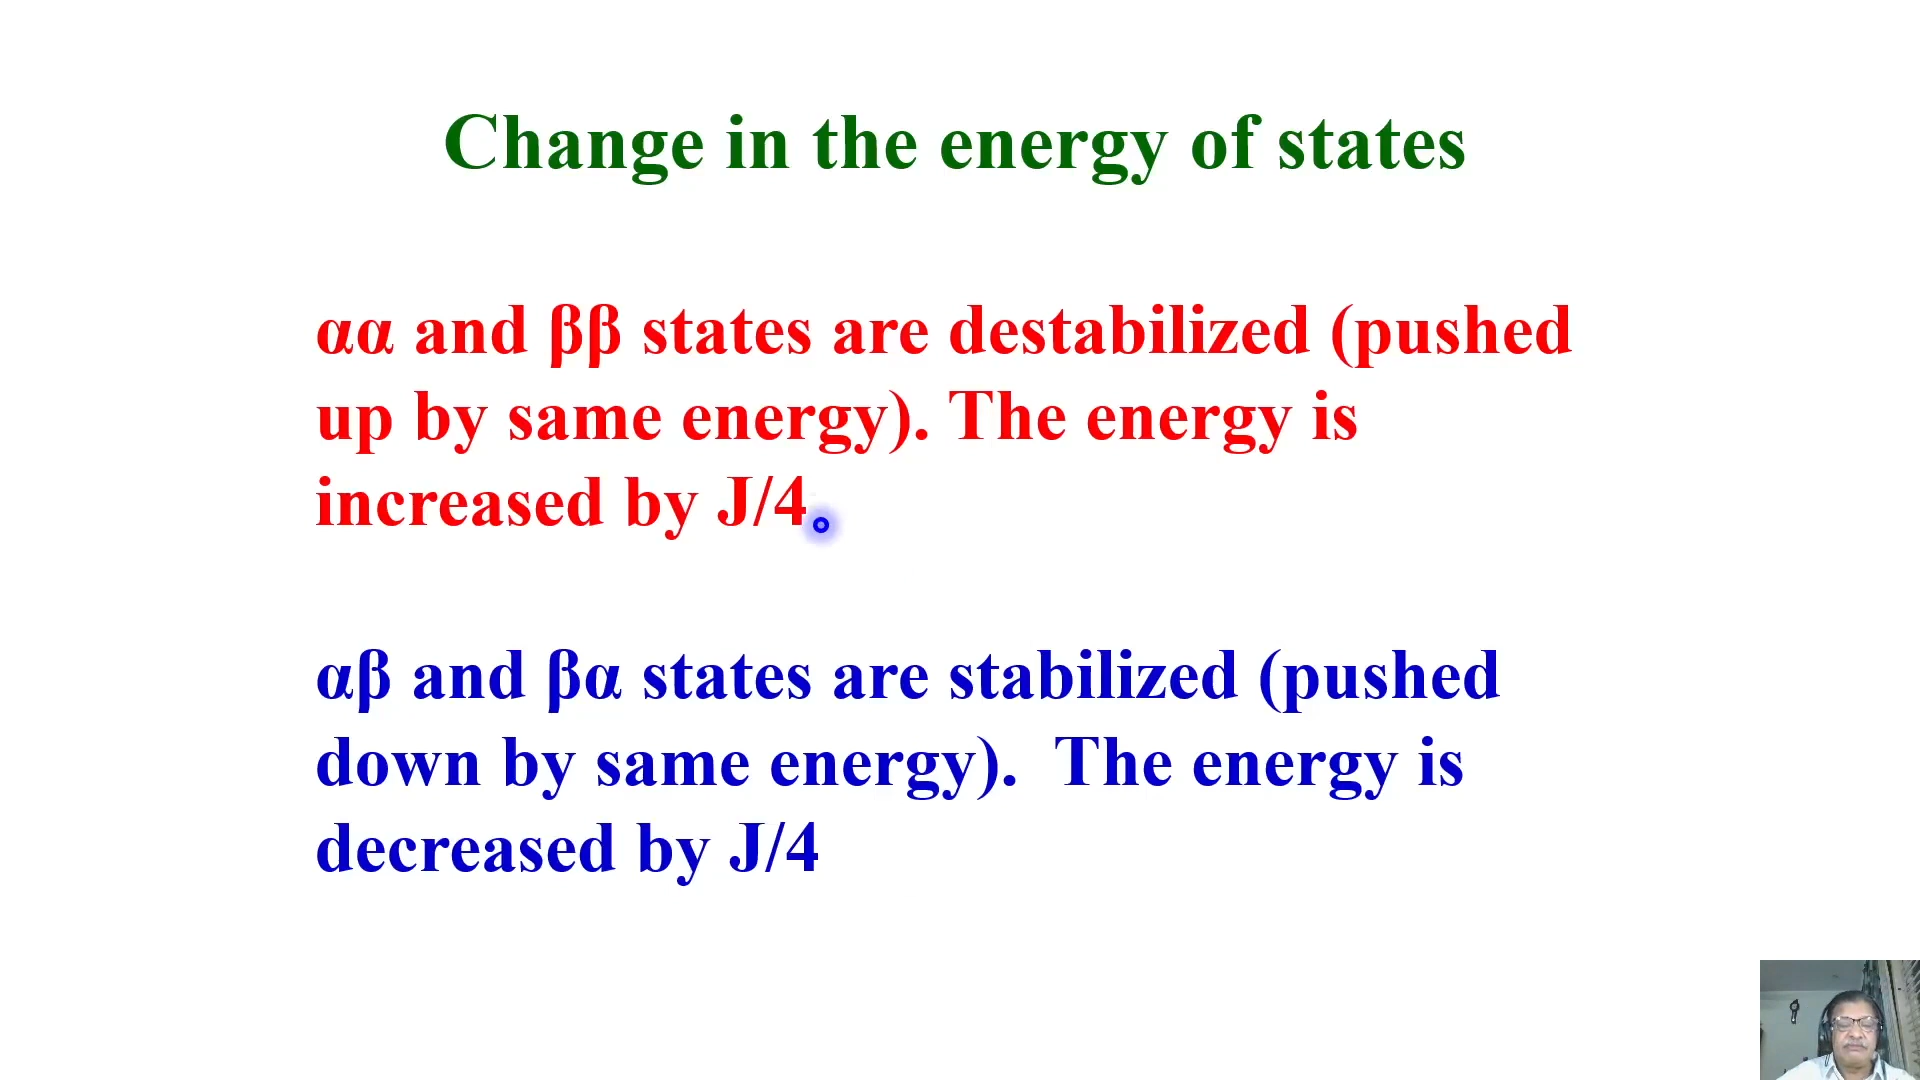 Change in the energy of states
αα and ββ states are destabilized (pushed
up by same energy). The energy is
increased by J/4
αβ and βα states are stabilized (pushed
down by same energy).  The energy is
decreased by J/4